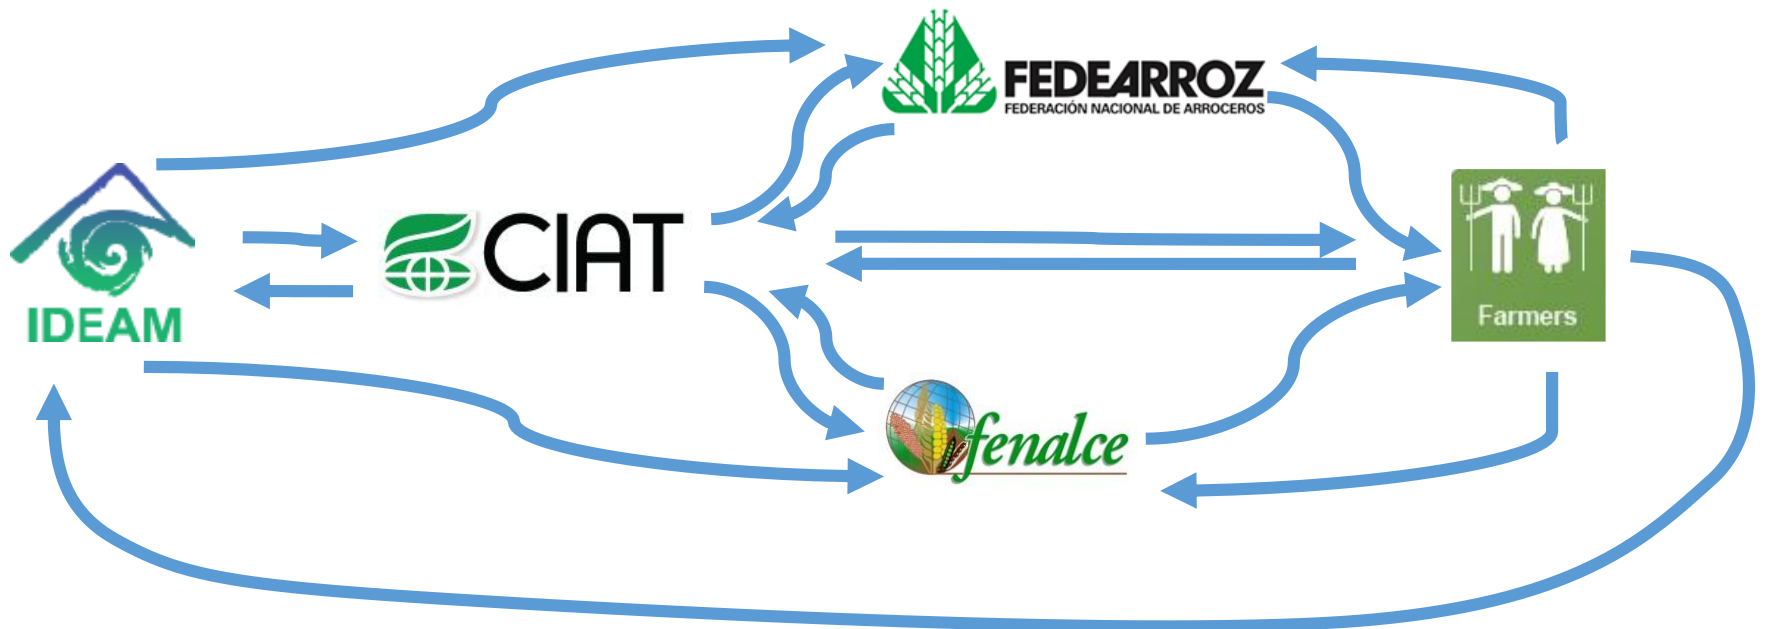 FEDEARROZ
FEDERACIÓN NACIONAL DE ARROCEROS
IDEAM
CIAT
Farmers
fenalce